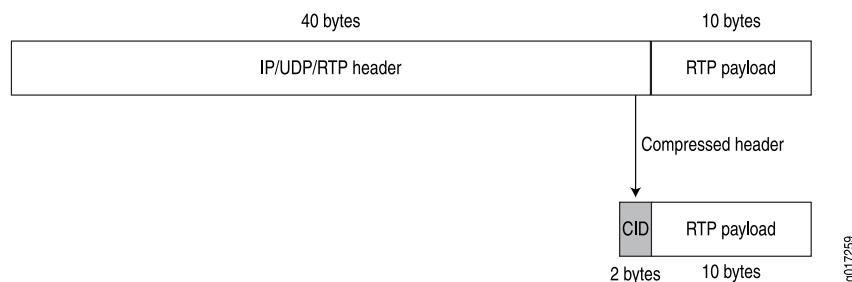 40 bytes
10 bytes
IP/UDP/RTP header
RTP payload
Compressed header
CID
RTP payload
2 bytes
10 bytes
g017259